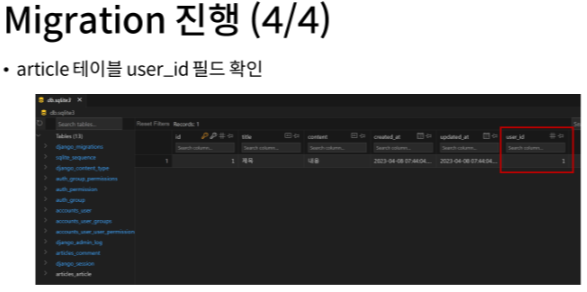 Migration 진행 (4/4)
• article 테이블 user_id 필드 확인
db.sqlite3 ×
db.sqlite3
Search tables... Reset Filters Records: 1
Tables (13) id title content created_at updated_at user_id
django_migrations Search column... Search column... Search column... Search column... Search column... Search column...
sqlite_sequence 1 1 제목 내용 2023-04-08 07:44:04... 2023-04-08 07:44:04... 1
django_content_type
auth_group_permissions
auth_permission
auth_group
accounts_user
accounts_user_groups
accounts_user_user_permissions
django_admin_log
articles_comment
django_session
articles_article